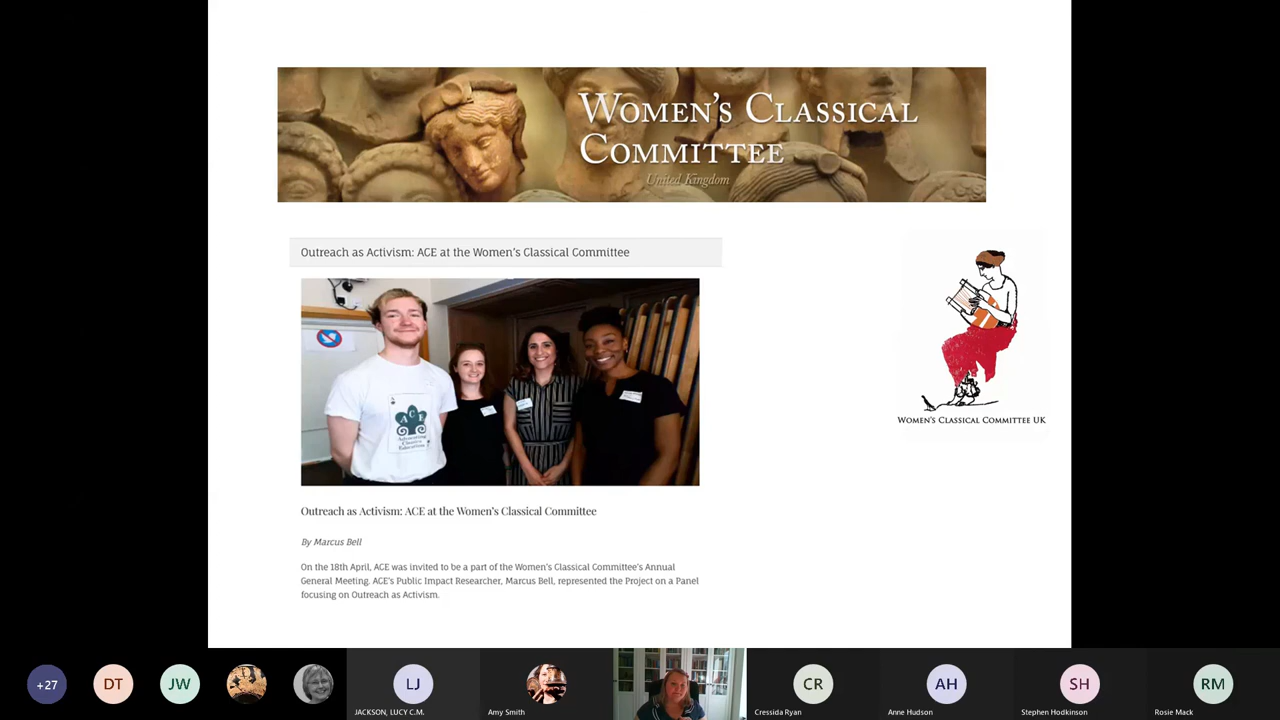 WOMEN'S CLASSICAL
COMMITTEE
United Kingdom
Outreach as Activism: ACE at the Women's Classical Committee
A
ACE
Advocating
Classics
Education
WOMEN'S CLASSICAL COMMITTEE UK
Outreach as Activism: ACE at the Women's Classical Committee
By Marcus Bell
On the 18th April, ACE was invited to be a part of the Women's Classical Committee's Annual
General Meeting. ACE's Public Impact Researcher, Marcus Bell, represented the Project on a Panel
focusing on Outreach as Activism.
+27
DT
JW
LJ
CR
AH
SH
RM
JACKSON, LUCY C.M.
Amy Smith
Cressida Ryan
Anne Hudson
Stephen Hodkinson
Rosie Mack